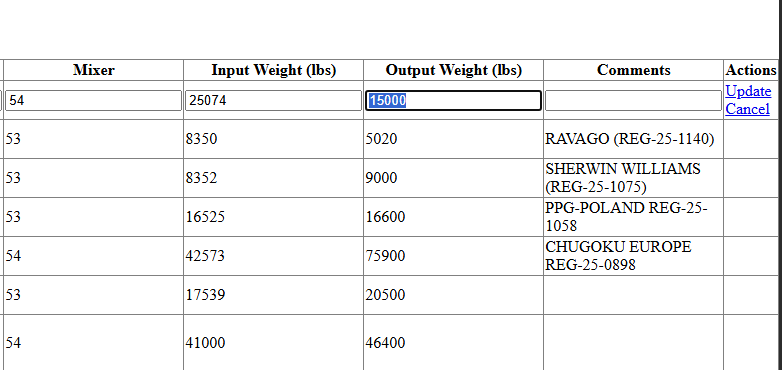 Mixer Input Weight (lbs) Output Weight (lbs) Comments Actions
54 25074 15000 Update
Cancel
53 8350 5020 RAVAGO (REG-25-1140)
53 8352 9000 SHERWIN WILLIAMS
(REG-25-1075)
53 16525 16600 PPG-POLAND REG-25-
1058
54 42573 75900 CHUGOKU EUROPE
REG-25-0898
53 17539 20500
54 41000 46400